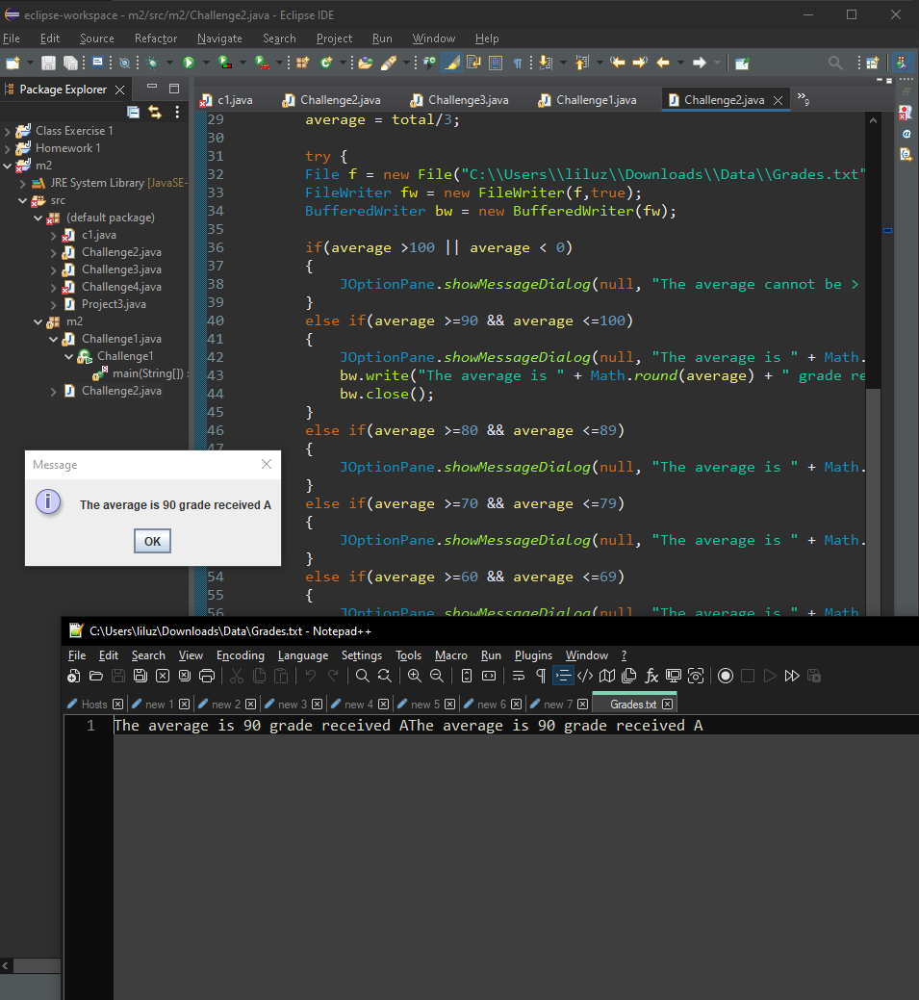 eclipse-workspace - m2/src/m2/Challenge2.java - Eclipse IDE
File Edit Source Refactor Navigate Search Project Run Window Help
Package Explorer
Class Exercise 1
Homework 1
m2
JRE System Library [JavaSE-
src
(default package)
c1.java
Challenge2.java
Challenge3.java
Challenge4.java
Project3.java
m2
Challenge1.java
Challenge1
main(String[]) :
Challenge2.java
c1.java Challenge2.java Challenge3.java Challenge1.java Challenge2.java »9
29 average = total/3;
30
31 try {
32 File f = new File("C:\\Users\\liluz\\Downloads\\Data\\Grades.txt"
33 FileWriter fw = new FileWriter(f,true);
34 BufferedWriter bw = new BufferedWriter(fw);
35
36 if(average >100 || average < 0)
37 {
38 JOptionPane.showMessageDialog(null, "The average cannot be >
39 }
40 else if(average >=90 && average <=100)
41 {
42 JOptionPane.showMessageDialog(null, "The average is " + Math.
43 bw.write("The average is " + Math.round(average) + " grade re
44 bw.close();
45 }
46 else if(average >=80 && average <=89)
47 {
JOptionPane.showMessageDialog(null, "The average is " + Math.
}
else if(average >=70 && average <=79)
{
JOptionPane.showMessageDialog(null, "The average is " + Math.
}
54 else if(average >=60 && average <=69)
55 {
56 JOptionPane.showMessageDialog(null, "The average is " + Math.
Message
The average is 90 grade received A
OK
C:\Users\liluz\Downloads\Data\Grades.txt - Notepad++
File Edit Search View Encoding Language Settings Tools Macro Run Plugins Window ?
Hosts new 1 new 2 new 3 new 4 new 5 new 6 new 7 Grades.txt
1 The average is 90 grade received AThe average is 90 grade received A